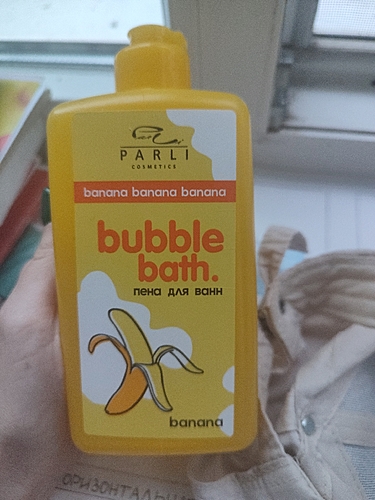 PARLI
COSMETICS
banana banana banana
bubble
bath.
пена для ванн
banana
ОРИЗОНТАЛЬ